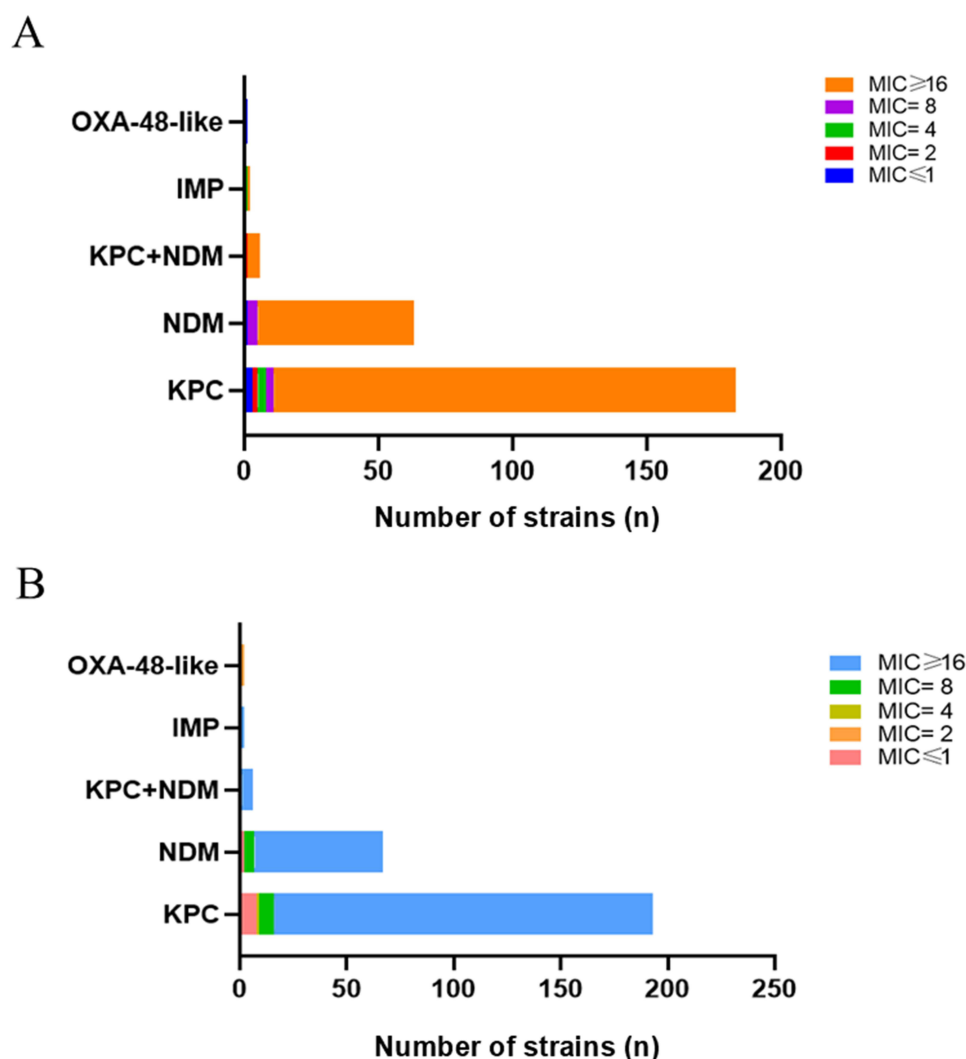 A
MIC⩾16
MIC= 8
MIC= 4
MIC= 2
MIC⩽1
OXA-48-like
IMP
KPC+NDM
NDM
KPC
0 50 100 150 200
Number of strains (n)
B
MIC⩾16
MIC= 8
MIC= 4
MIC= 2
MIC⩽1
OXA-48-like
IMP
KPC+NDM
NDM
KPC
0 50 100 150 200 250
Number of strains (n)